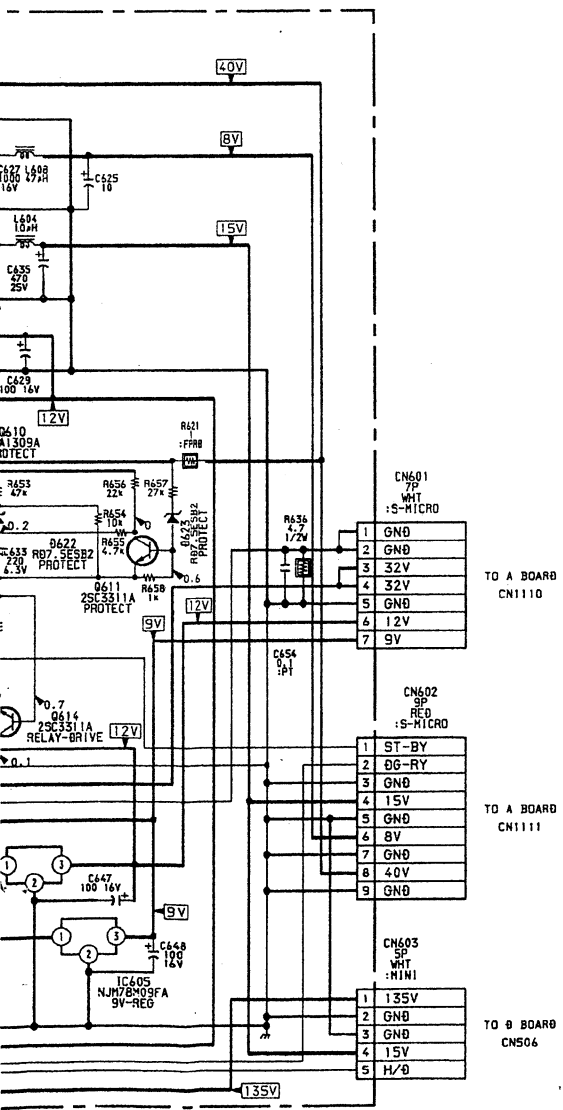 40V
8V
C627 L608
1000 47μH
16V
C625
10
L604
10μH
15V
C635
470
25V
C629
100 16V
12V
Q610
A1309A
ROTECT
R621
1
:FPRD
R653
47k
R656
22k
R657
27k
R654
10k
0
0.2
D622
RD7.5ESB2
PROTECT
R655
4.7k
D623
RD7.5ESB2
PROTECT
C633
220
6.3V
0.6
R658
1k
Q611
2SC3311A
PROTECT
R636
4.7
1/2W
C654
0.1
:PT
12V
9V
CN601
7P
WHT
:S-MICRO
1 GND
2 GND
3 32V
4 32V
5 GND
6 12V
7 9V
TO A BOARD
CN1110
0.7
Q614
2SC3311A
RELAY-DRIVE
12V
0.1
CN602
9P
RED
:S-MICRO
1 ST-BY
2 DG-RY
3 GND
4 15V
5 GND
6 8V
7 GND
8 40V
9 GND
TO A BOARD
CN1111
1
3
2
C647
100 16V
9V
1
3
2
C648
100
16V
IC605
NJM78M09FA
9V-REG
CN603
5P
WHT
:MINI
1 135V
2 GND
3 GND
4 15V
5 H/D
TO D BOARD
CN506
135V